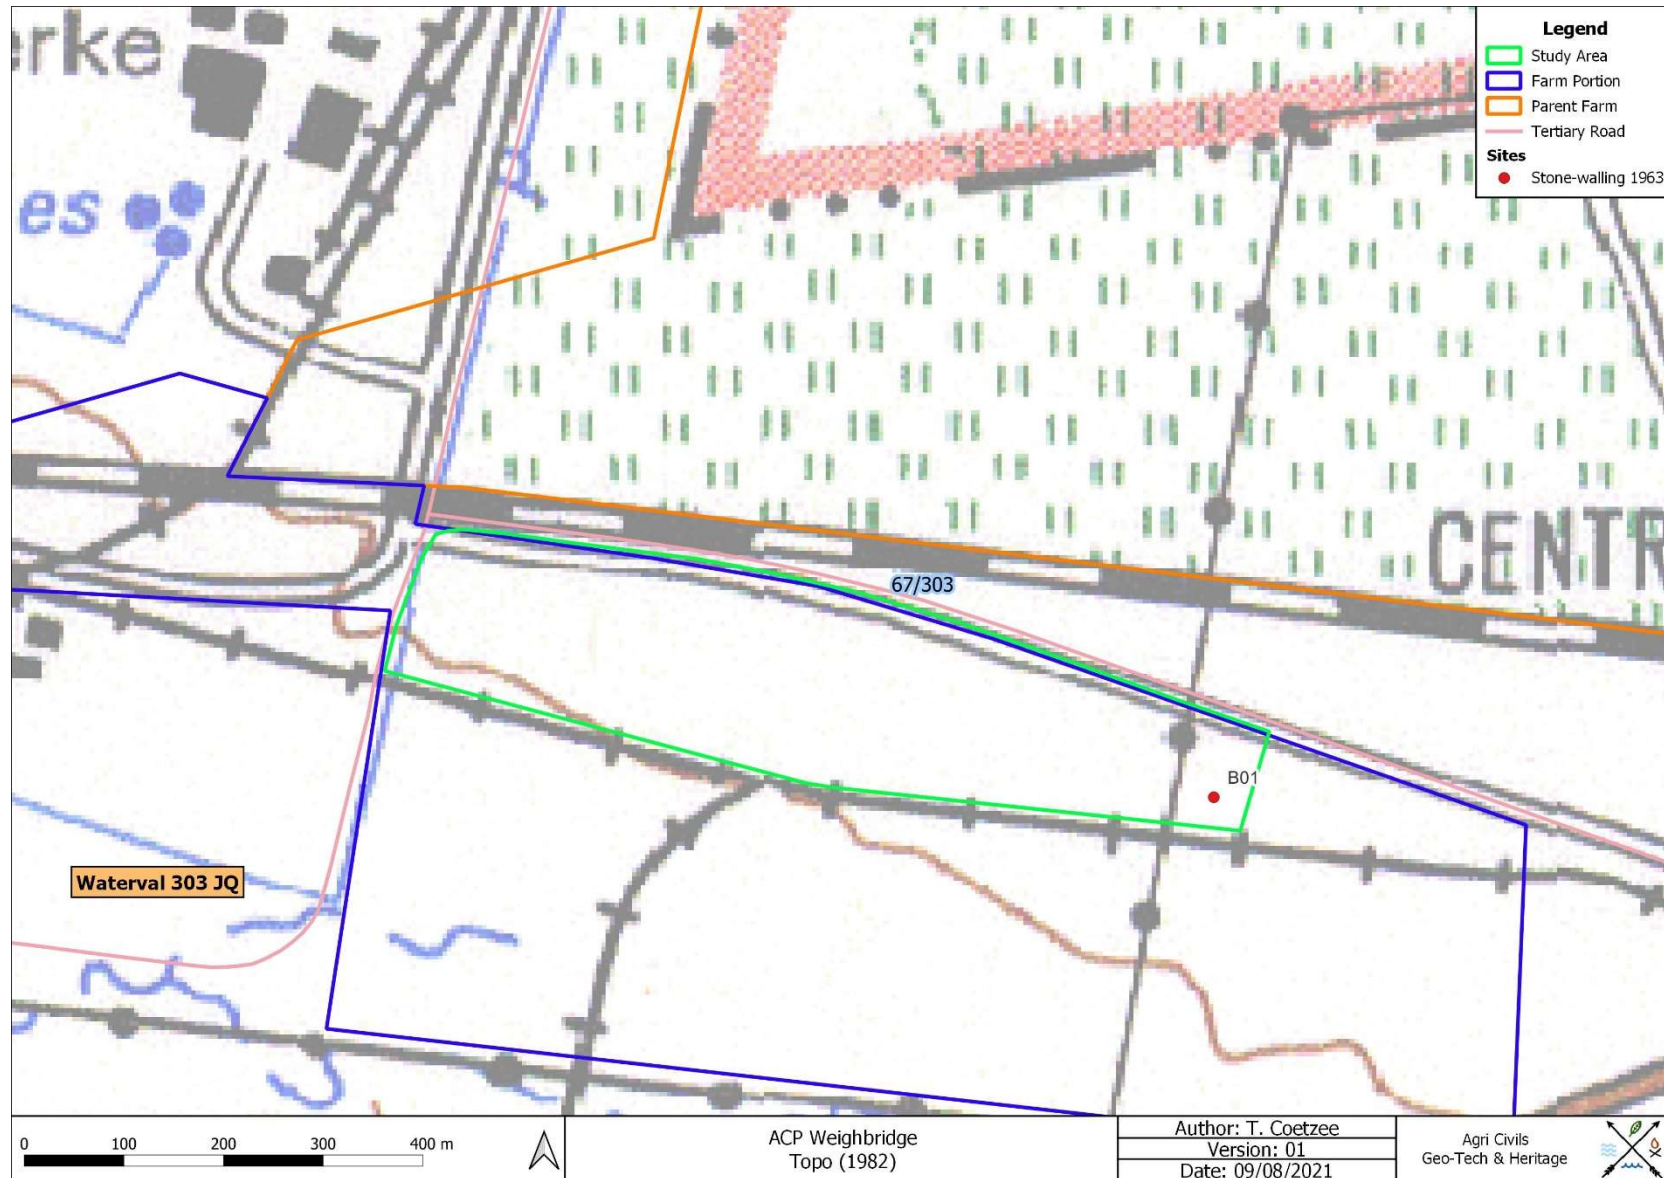 erke
es
Legend
Study Area
Farm Portion
Parent Farm
Tertiary Road
Sites
Stone-walling 1963
CENTR
67/303
B01
Waterval 303 JQ
0 100 200 300 400 m
ACP Weighbridge
Topo (1982)
Author: T. Coetzee
Version: 01
Date: 09/08/2021
Agri Civils
Geo-Tech & Heritage